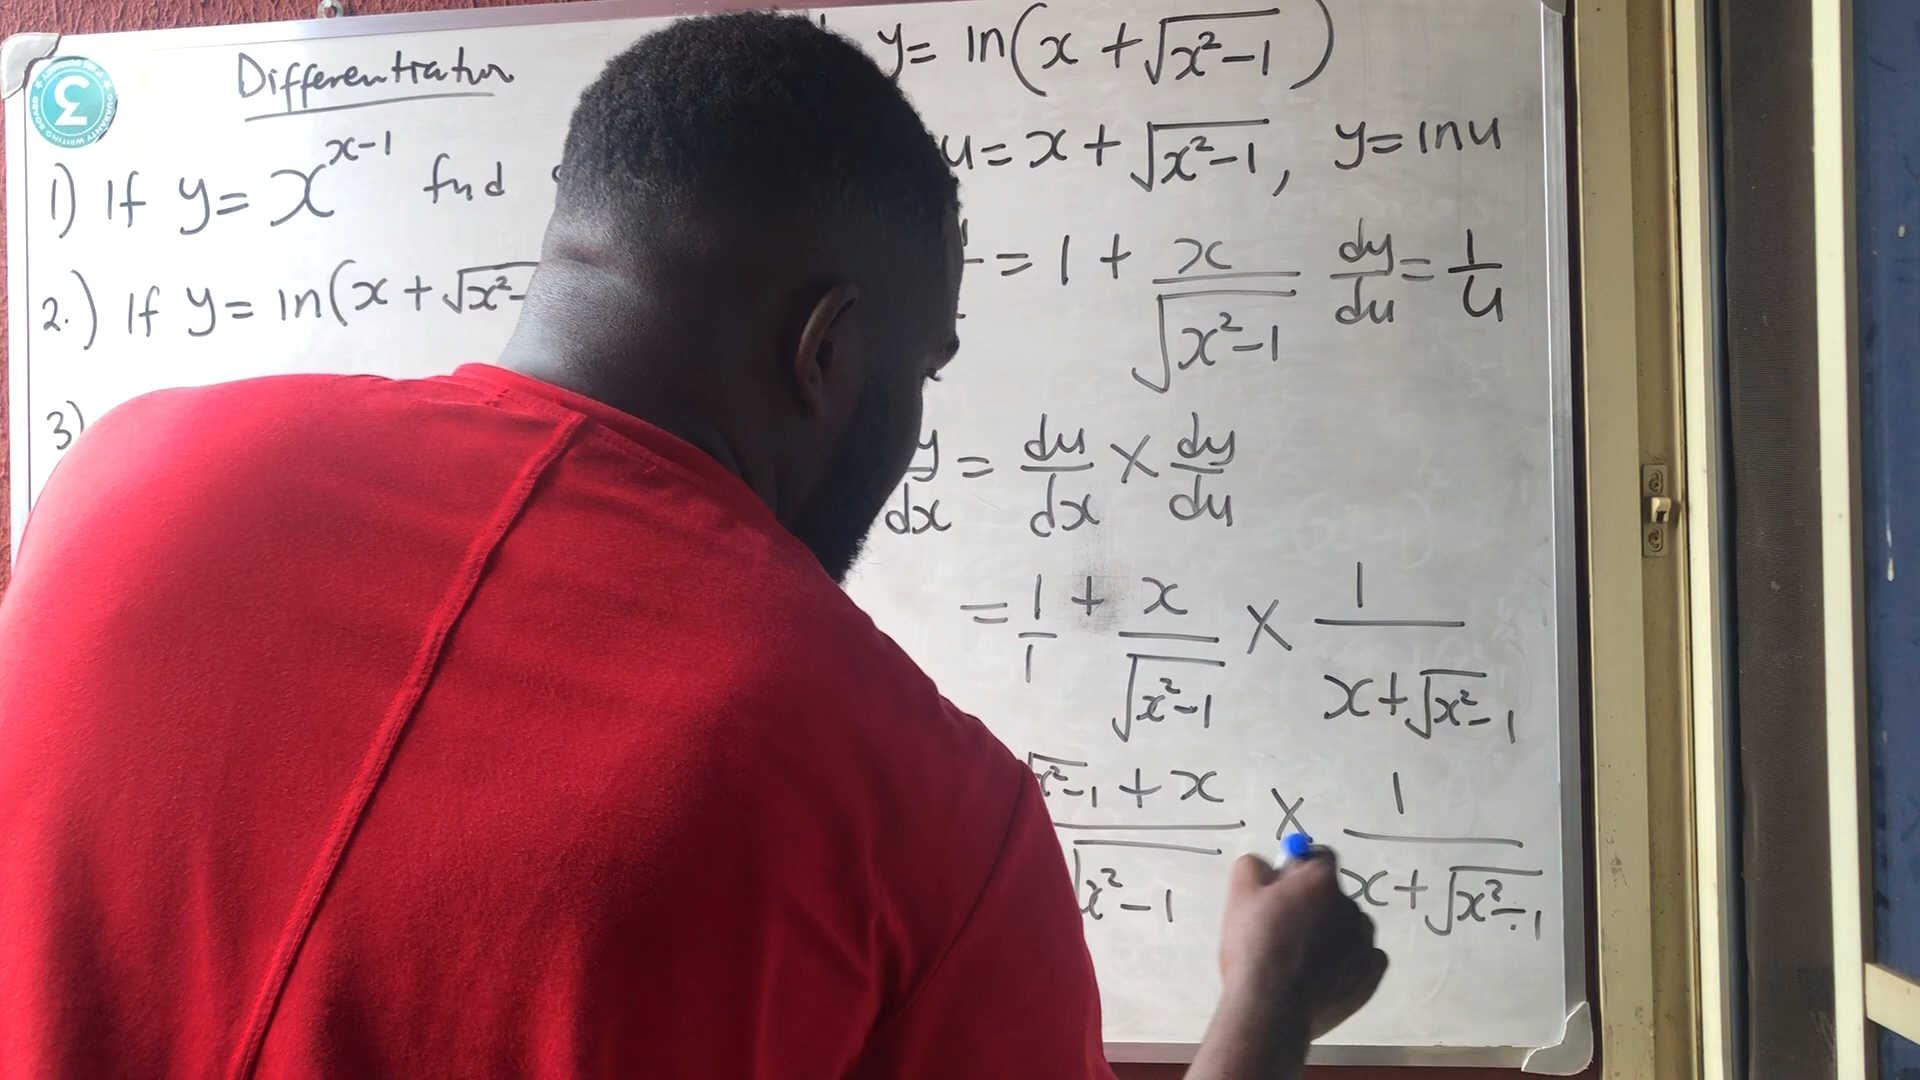 Differentiation
1) If y = x^(x-1) find
2.) If y = ln(x + √x²-
3)
y = ln(x + √(x²-1))
u = x + √(x²-1), y = ln u
= 1 + x/√(x²-1) dy/du = 1/u
y/dx = du/dx × dy/du
= 1/1 + x/√(x²-1) × 1/(x+√(x²-1))
√(x²-1) + x/√(x²-1) × 1/(x+√(x²-1))